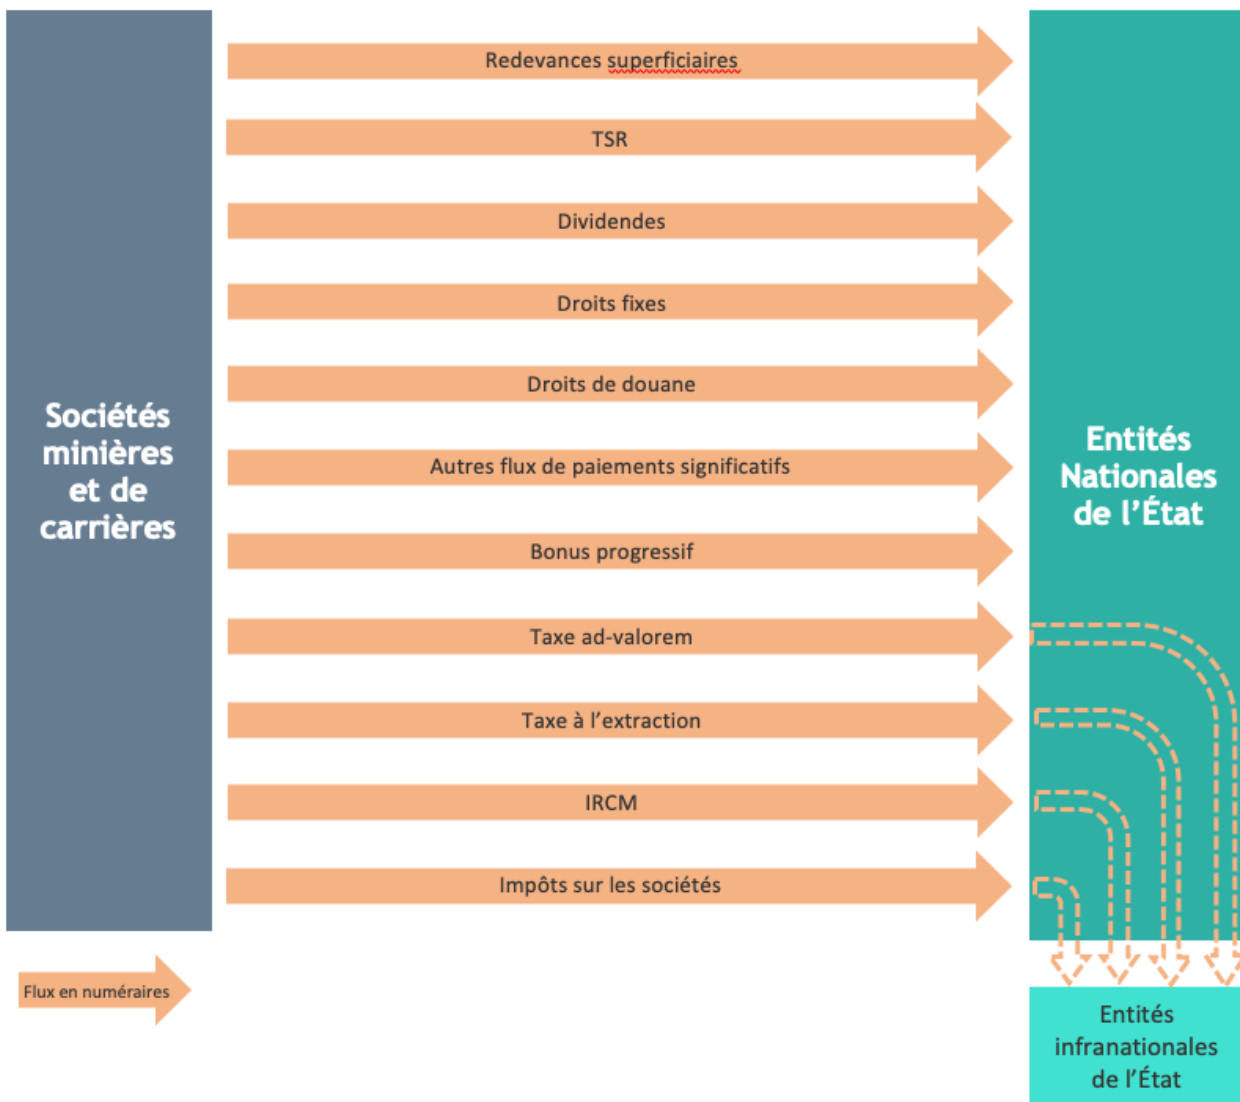 Redevances superficiaires
TSR
Dividendes
Droits fixes
Droits de douane
Autres flux de paiements significatifs
Bonus progressif
Taxe ad-valorem
Taxe à l'extraction
IRCM
Impôts sur les sociétés
Sociétés
minières
et de
carrières
Entités
Nationales
de l'État
Flux en numéraires
Entités
infranationales
de l'État